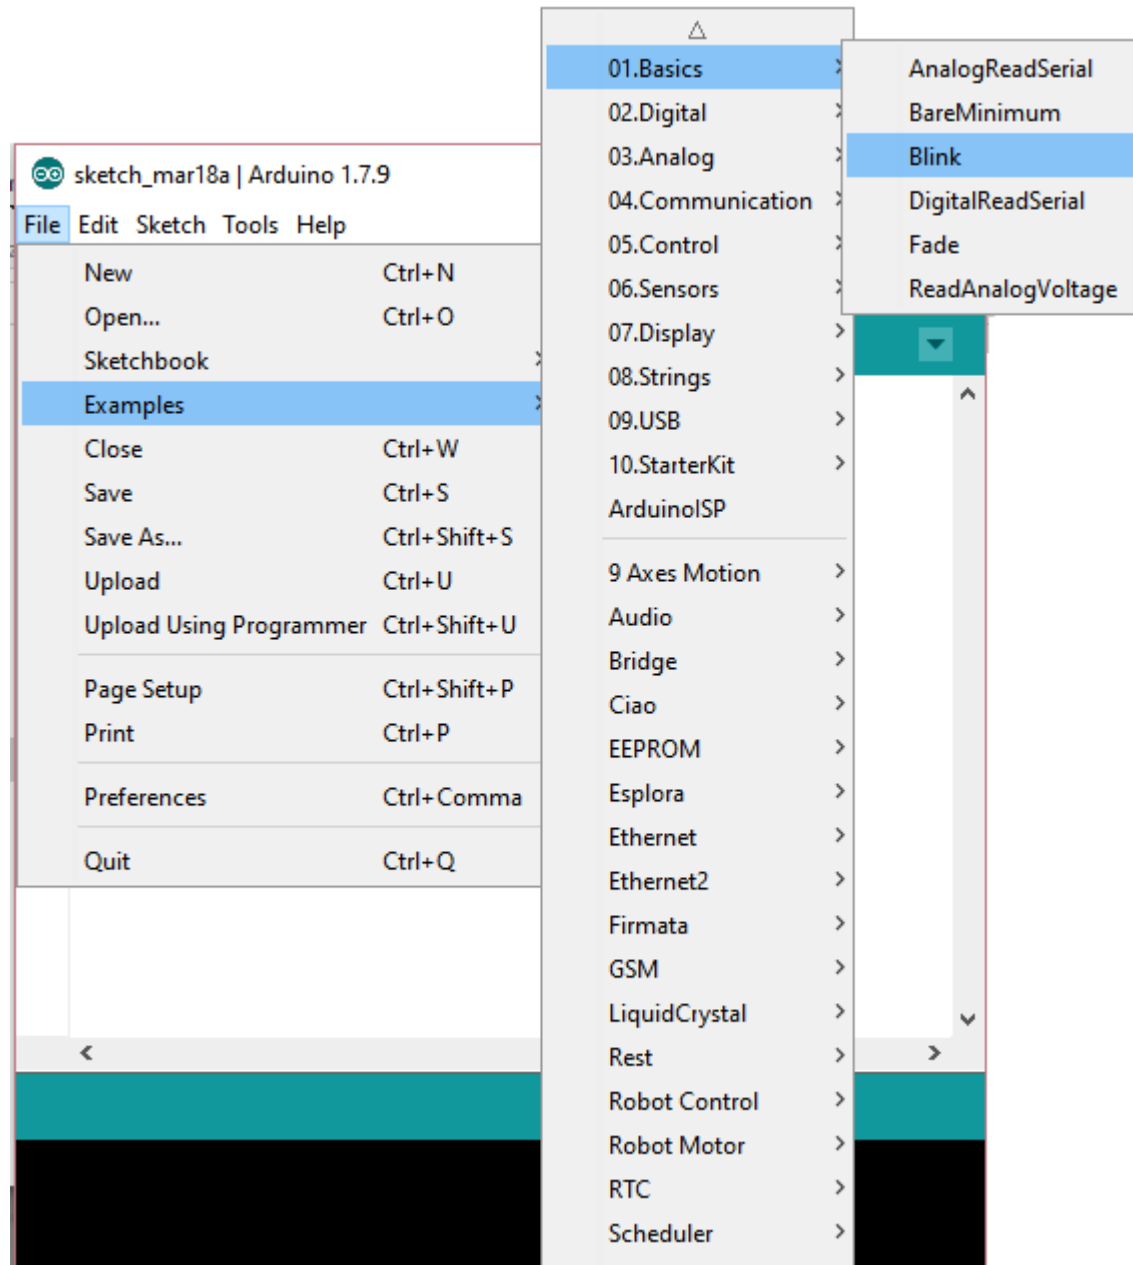 sketch_mar18a | Arduino 1.7.9
File Edit Sketch Tools Help
New Ctrl+N
Open... Ctrl+O
Sketchbook
Examples
Close Ctrl+W
Save Ctrl+S
Save As... Ctrl+Shift+S
Upload Ctrl+U
Upload Using Programmer Ctrl+Shift+U
Page Setup Ctrl+Shift+P
Print Ctrl+P
Preferences Ctrl+Comma
Quit Ctrl+Q
01.Basics
02.Digital
03.Analog
04.Communication
05.Control
06.Sensors
07.Display
08.Strings
09.USB
10.StarterKit
ArduinoISP
9 Axes Motion
Audio
Bridge
Ciao
EEPROM
Esplora
Ethernet
Ethernet2
Firmata
GSM
LiquidCrystal
Rest
Robot Control
Robot Motor
RTC
Scheduler
AnalogReadSerial
BareMinimum
Blink
DigitalReadSerial
Fade
ReadAnalogVoltage